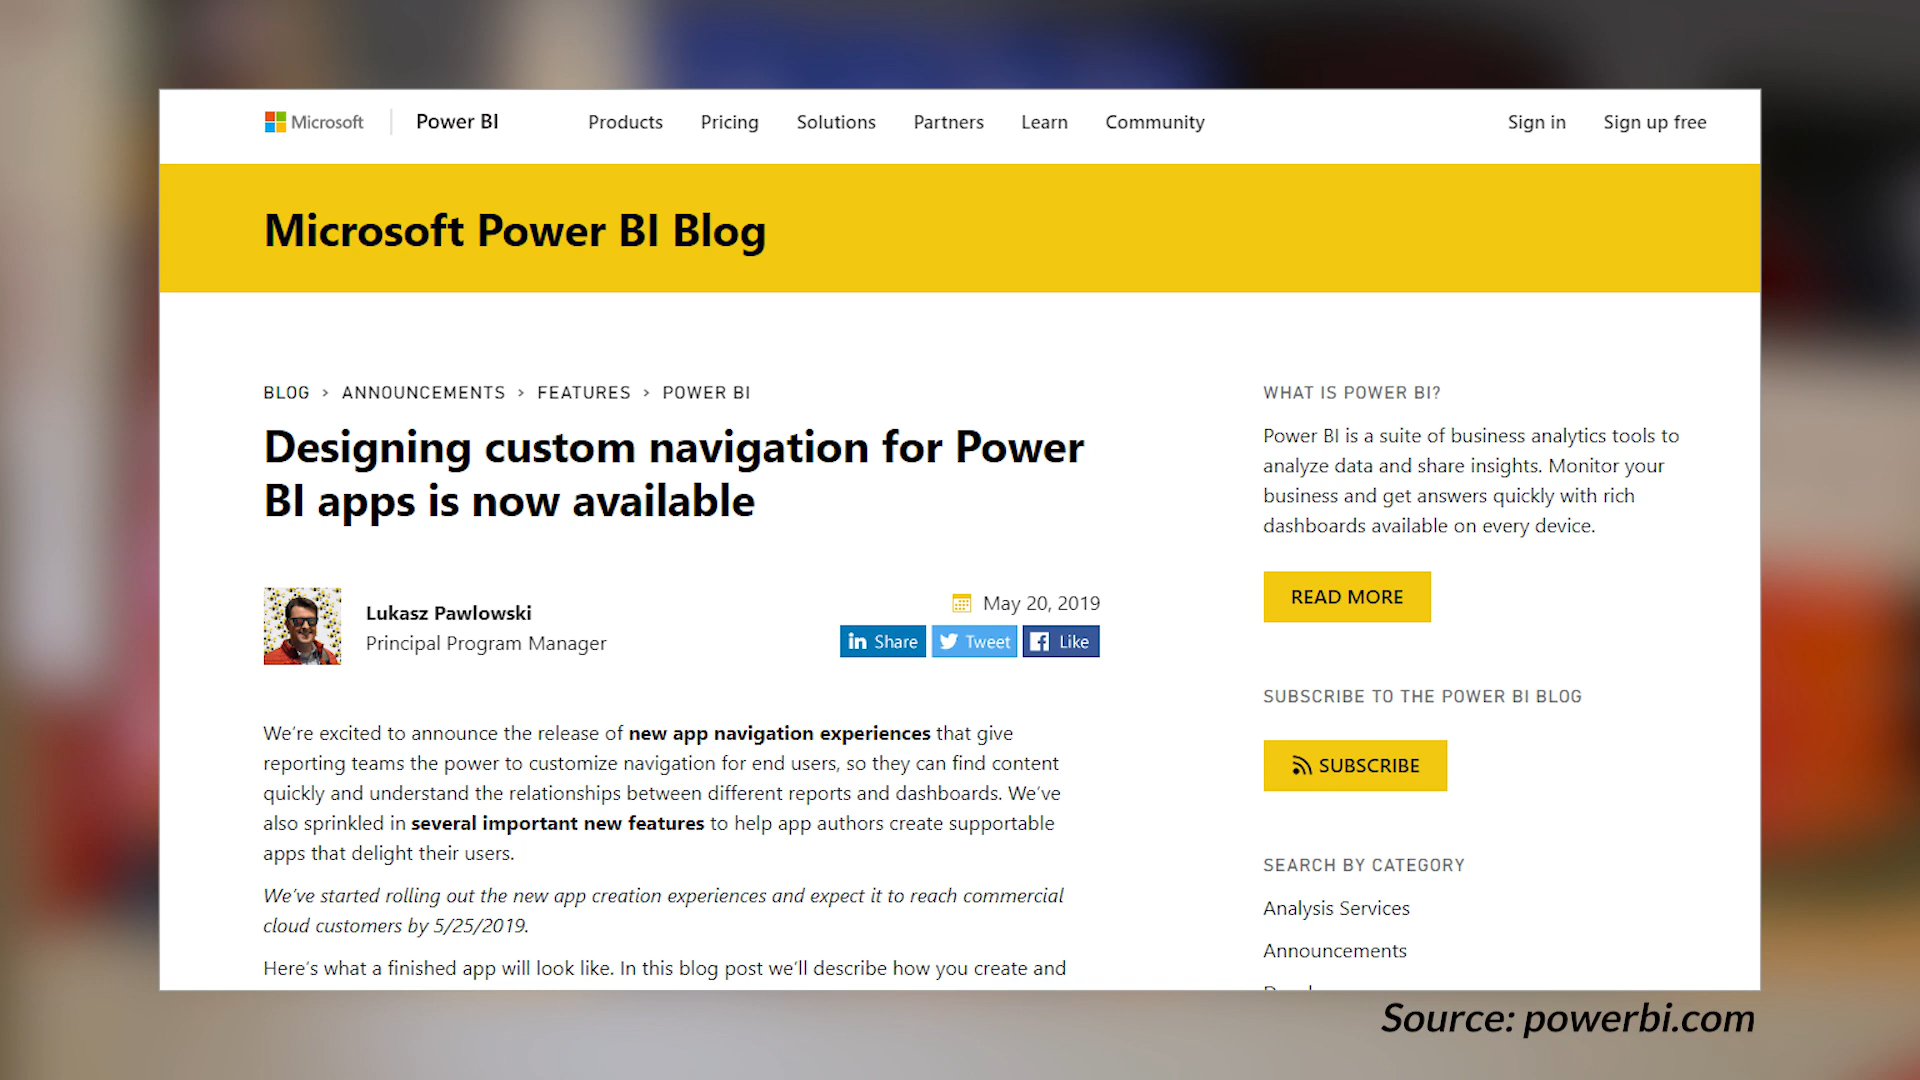 Microsoft
Power BI
Products
Pricing
Solutions
Partners
Learn
Community
Sign in
Sign up free
Microsoft Power BI Blog
BLOG > ANNOUNCEMENTS > FEATURES > POWER BI
Designing custom navigation for Power
BI apps is now available
Lukasz Pawlowski
Principal Program Manager
May 20, 2019
in Share
Tweet
Like
We’re excited to announce the release of new app navigation experiences that give
reporting teams the power to customize navigation for end users, so they can find content
quickly and understand the relationships between different reports and dashboards. We’ve
also sprinkled in several important new features to help app authors create supportable
apps that delight their users.
We’ve started rolling out the new app creation experiences and expect it to reach commercial
cloud customers by 5/25/2019.
Here’s what a finished app will look like. In this blog post we’ll describe how you create and
WHAT IS POWER BI?
Power BI is a suite of business analytics tools to
analyze data and share insights. Monitor your
business and get answers quickly with rich
dashboards available on every device.
READ MORE
SUBSCRIBE TO THE POWER BI BLOG
SUBSCRIBE
SEARCH BY CATEGORY
Analysis Services
Announcements
Source: powerbi.com